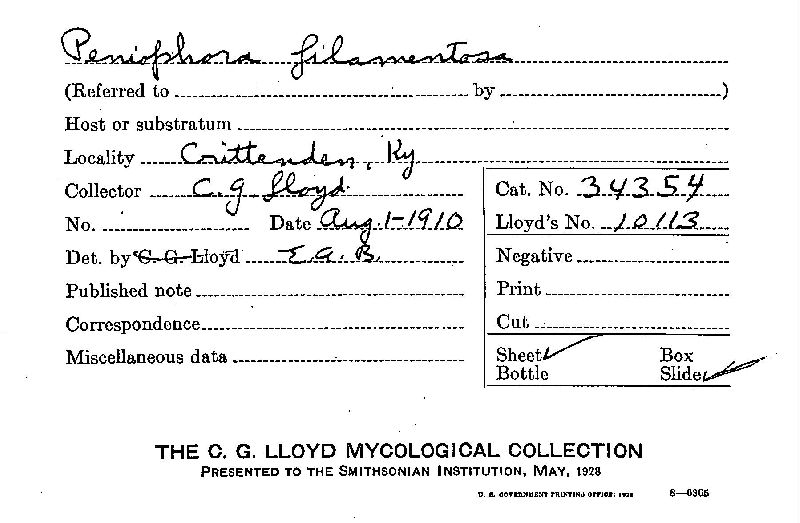 Peniophora filamentosa
(Referred to by )
Host or substratum
Locality Crittenden, Ky
Collector C. G Lloyd.
Cat. No. 34354
No. Date Aug. 1-1910
Lloyd's No. 10113
Det. by C. G. Lloyd E. A. B.
Negative
Published note
Print
Correspondence
Cut
Miscellaneous data
Sheet Box
Bottle Slide
THE C. G. LLOYD MYCOLOGICAL COLLECTION
PRESENTED TO THE SMITHSONIAN INSTITUTION, MAY, 1928
U. S. GOVERNMENT PRINTING OFFICE: 1928 8—0305